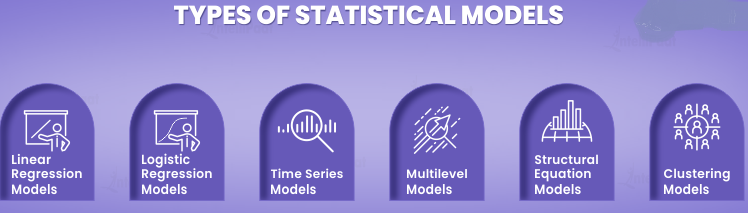 TYPES OF STATISTICAL MODELS
Linear
Regression
Models
Logistic
Regression
Models
Time Series
Models
Multilevel
Models
Structural
Equation
Models
Clustering
Models